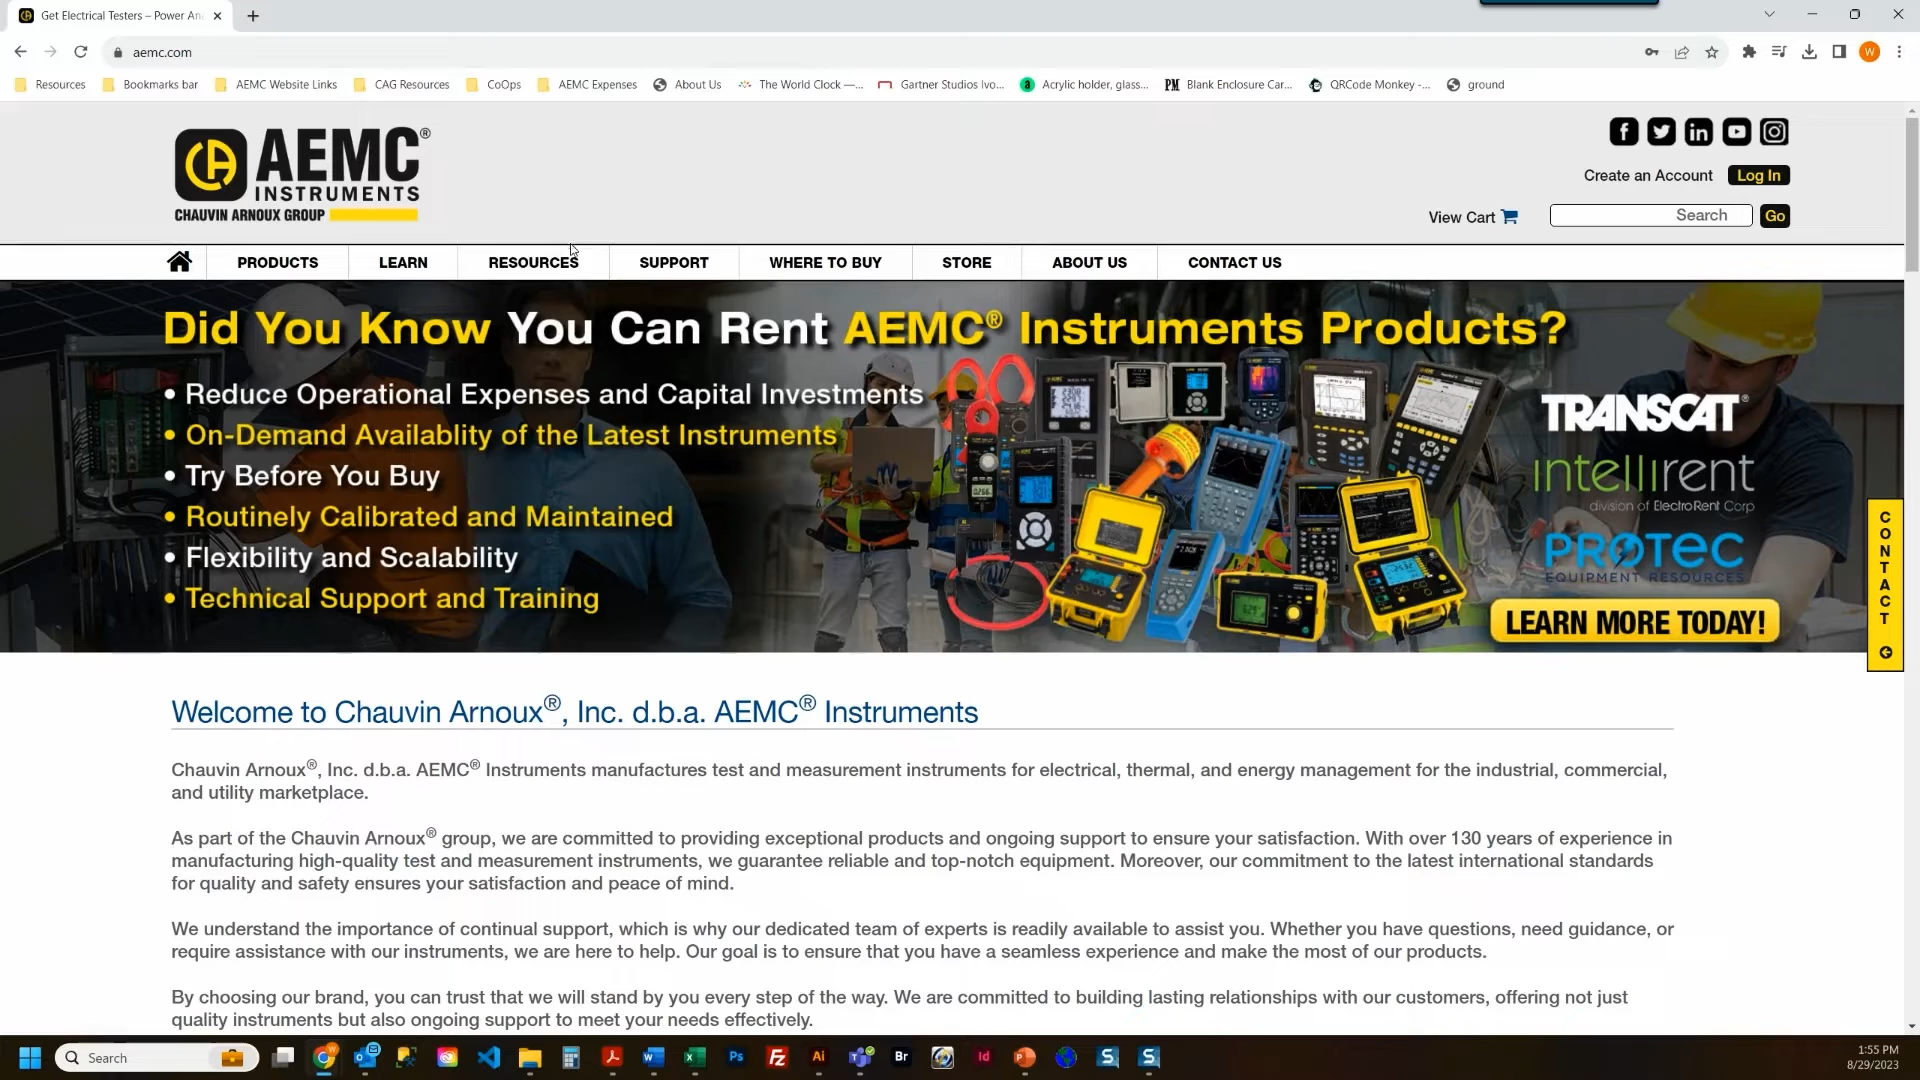 Get Electrical Testers – Power An
aemc.com
W
Resources
Bookmarks bar
AEMC Website Links
CAG Resources
CoOps
AEMC Expenses
About Us
The World Clock —...
Gartner Studios Ivo...
Acrylic holder, glass...
PM Blank Enclosure Car...
QRCode Monkey -...
ground
AEMC®
INSTRUMENTS
CHAUVIN ARNOUX GROUP
Create an Account Log In
View Cart Search Go
PRODUCTS LEARN RESOURCES SUPPORT WHERE TO BUY STORE ABOUT US CONTACT US
Did You Know You Can Rent AEMC® Instruments Products?
• Reduce Operational Expenses and Capital Investments
• On-Demand Availablity of the Latest Instruments
• Try Before You Buy
• Routinely Calibrated and Maintained
• Flexibility and Scalability
• Technical Support and Training
TRANSCAT®
intellirent
division of ElectroRent Corp
PROTEC
EQUIPMENT RESOURCES
LEARN MORE TODAY!
CONTACT
Welcome to Chauvin Arnoux®, Inc. d.b.a. AEMC® Instruments
Chauvin Arnoux®, Inc. d.b.a. AEMC® Instruments manufactures test and measurement instruments for electrical, thermal, and energy management for the industrial, commercial,
and utility marketplace.
As part of the Chauvin Arnoux® group, we are committed to providing exceptional products and ongoing support to ensure your satisfaction. With over 130 years of experience in
manufacturing high-quality test and measurement instruments, we guarantee reliable and top-notch equipment. Moreover, our commitment to the latest international standards
for quality and safety ensures your satisfaction and peace of mind.
We understand the importance of continual support, which is why our dedicated team of experts is readily available to assist you. Whether you have questions, need guidance, or
require assistance with our instruments, we are here to help. Our goal is to ensure that you have a seamless experience and make the most of our products.
By choosing our brand, you can trust that we will stand by you every step of the way. We are committed to building lasting relationships with our customers, offering not just
quality instruments but also ongoing support to meet your needs effectively.
Search
Ps
Fz
Ai
Br
Id
1:55 PM
8/29/2023